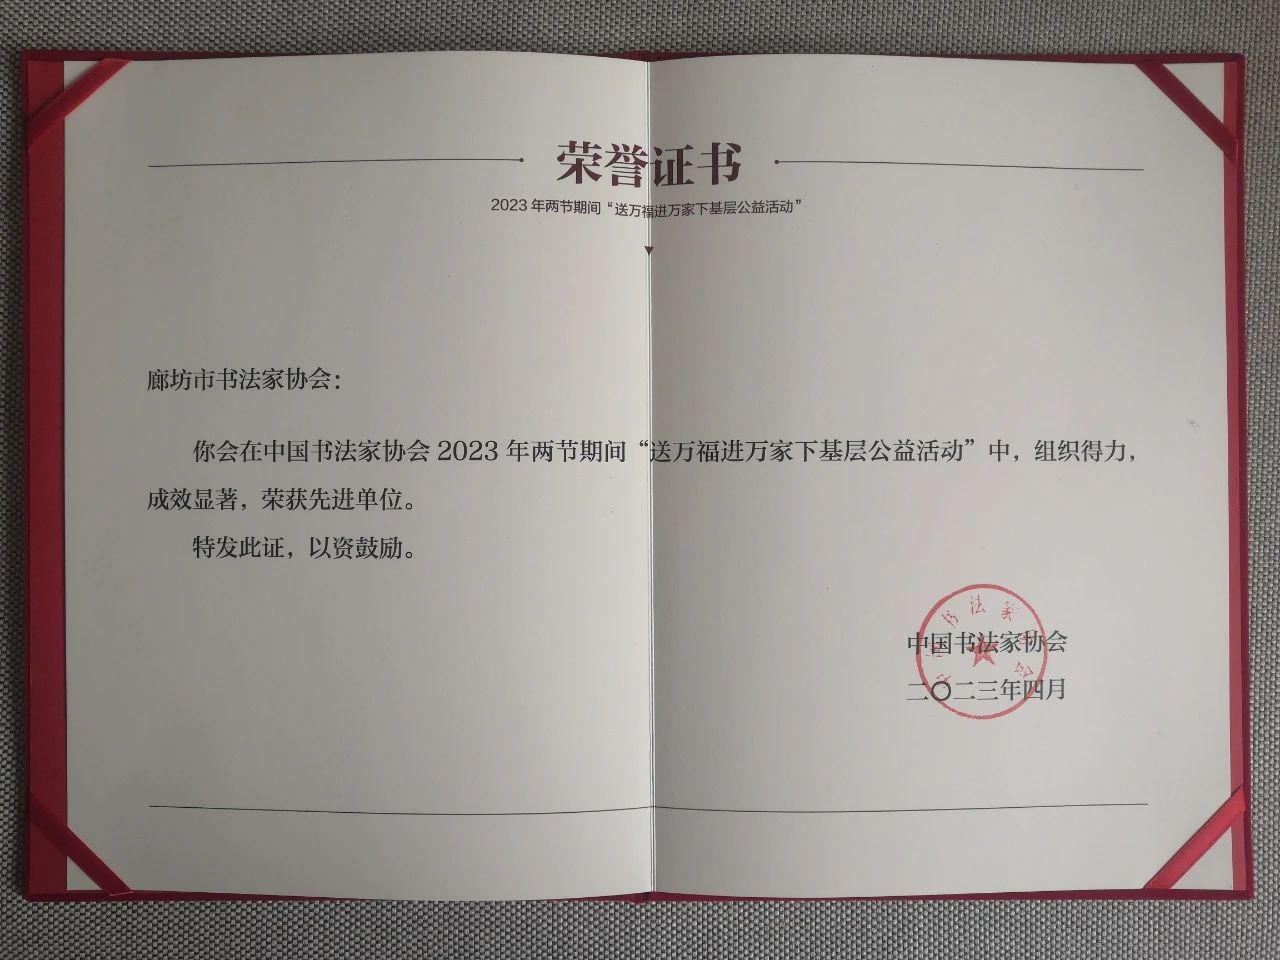 荣誉证书
2023 年两节期间“送万福进万家下基层公益活动”
廊坊市书法家协会：
你会在中国书法家协会 2023 年两节期间“送万福进万家下基层公益活动”中，组织得力，
成效显著，荣获先进单位。
特发此证，以资鼓励。
中国书法家协会
二〇二三年四月